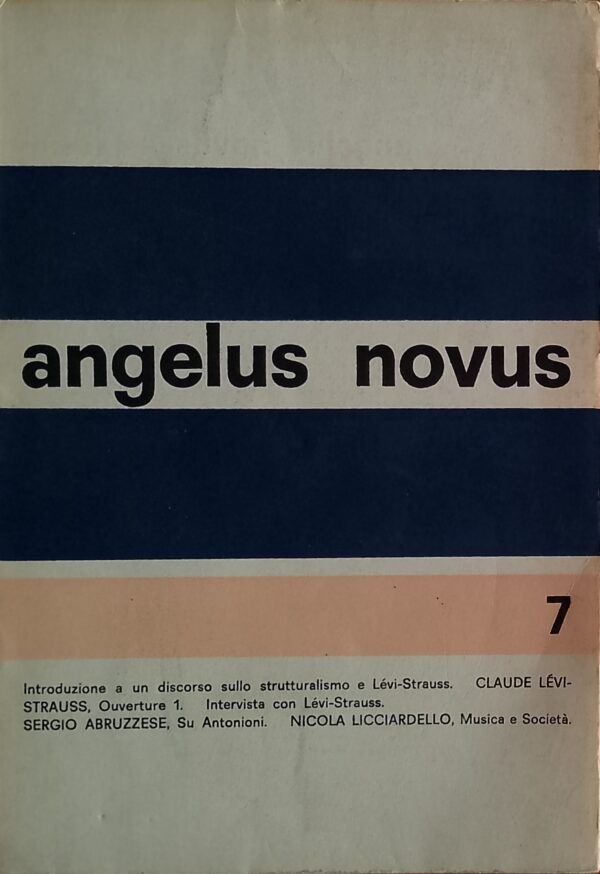 angelus novus
7
Introduzione a un discorso sullo strutturalismo e Lévi-Strauss. CLAUDE LÉVI-
STRAUSS, Ouverture 1. Intervista con Lévi-Strauss.
SERGIO ABRUZZESE, Su Antonioni. NICOLA LICCIARDELLO, Musica e Società.